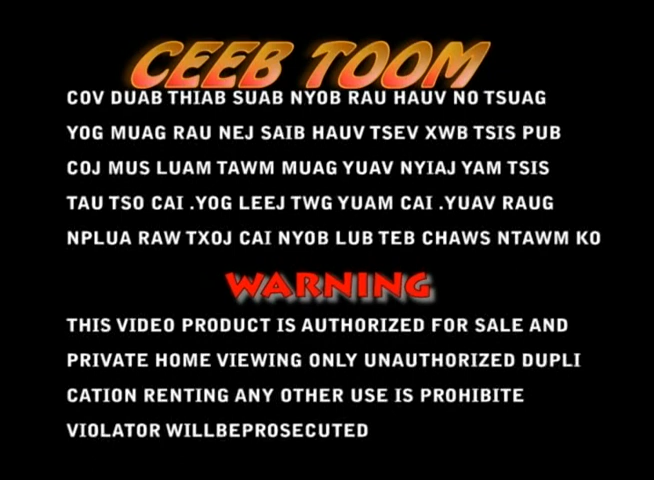 CEEB TOOM
COV DUAB THIAB SUAB NYOB RAU HAUV NO TSUAG
YOG MUAG RAU NEJ SAIB HAUV TSEV XWB TSIS PUB
COJ MUS LUAM TAWM MUAG YUAV NYIAJ YAM TSIS
TAU TSO CAI .YOG LEEJ TWG YUAM CAI .YUAV RAUG
NPLUA RAW TXOJ CAI NYOB LUB TEB CHAWS NTAWM KO
WARNING
THIS VIDEO PRODUCT IS AUTHORIZED FOR SALE AND
PRIVATE HOME VIEWING ONLY UNAUTHORIZED DUPLI
CATION RENTING ANY OTHER USE IS PROHIBITE
VIOLATOR WILLBEPROSECUTED